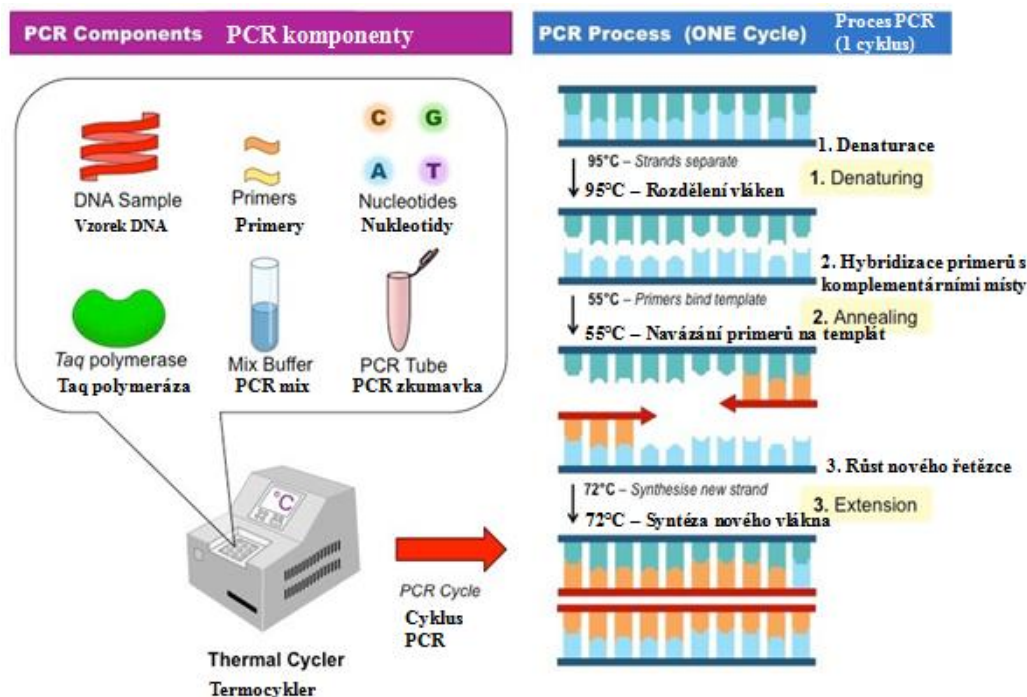 PCR Components PCR komponenty
C G
A T
DNA Sample Primers Nucleotides
Vzorek DNA Primery Nukleotidy
Taq polymerase Mix Buffer PCR Tube
Taq polymeráza PCR mix PCR zkumavka
°C
PCR Cycle
Cyklus
PCR
Thermal Cycler
Termocykler
PCR Process (ONE Cycle) Proces PCR
(1 cyklus)
1. Denaturace
95°C – Strands separate
1. Denaturing
95°C – Rozdělení vláken
2. Hybridizace primerů s
komplementárními místy
55°C – Primers bind template
2. Annealing
55°C – Navázání primerů na templát
3. Růst nového řetězce
72°C – Synthesise new strand
3. Extension
72°C – Syntéza nového vlákna